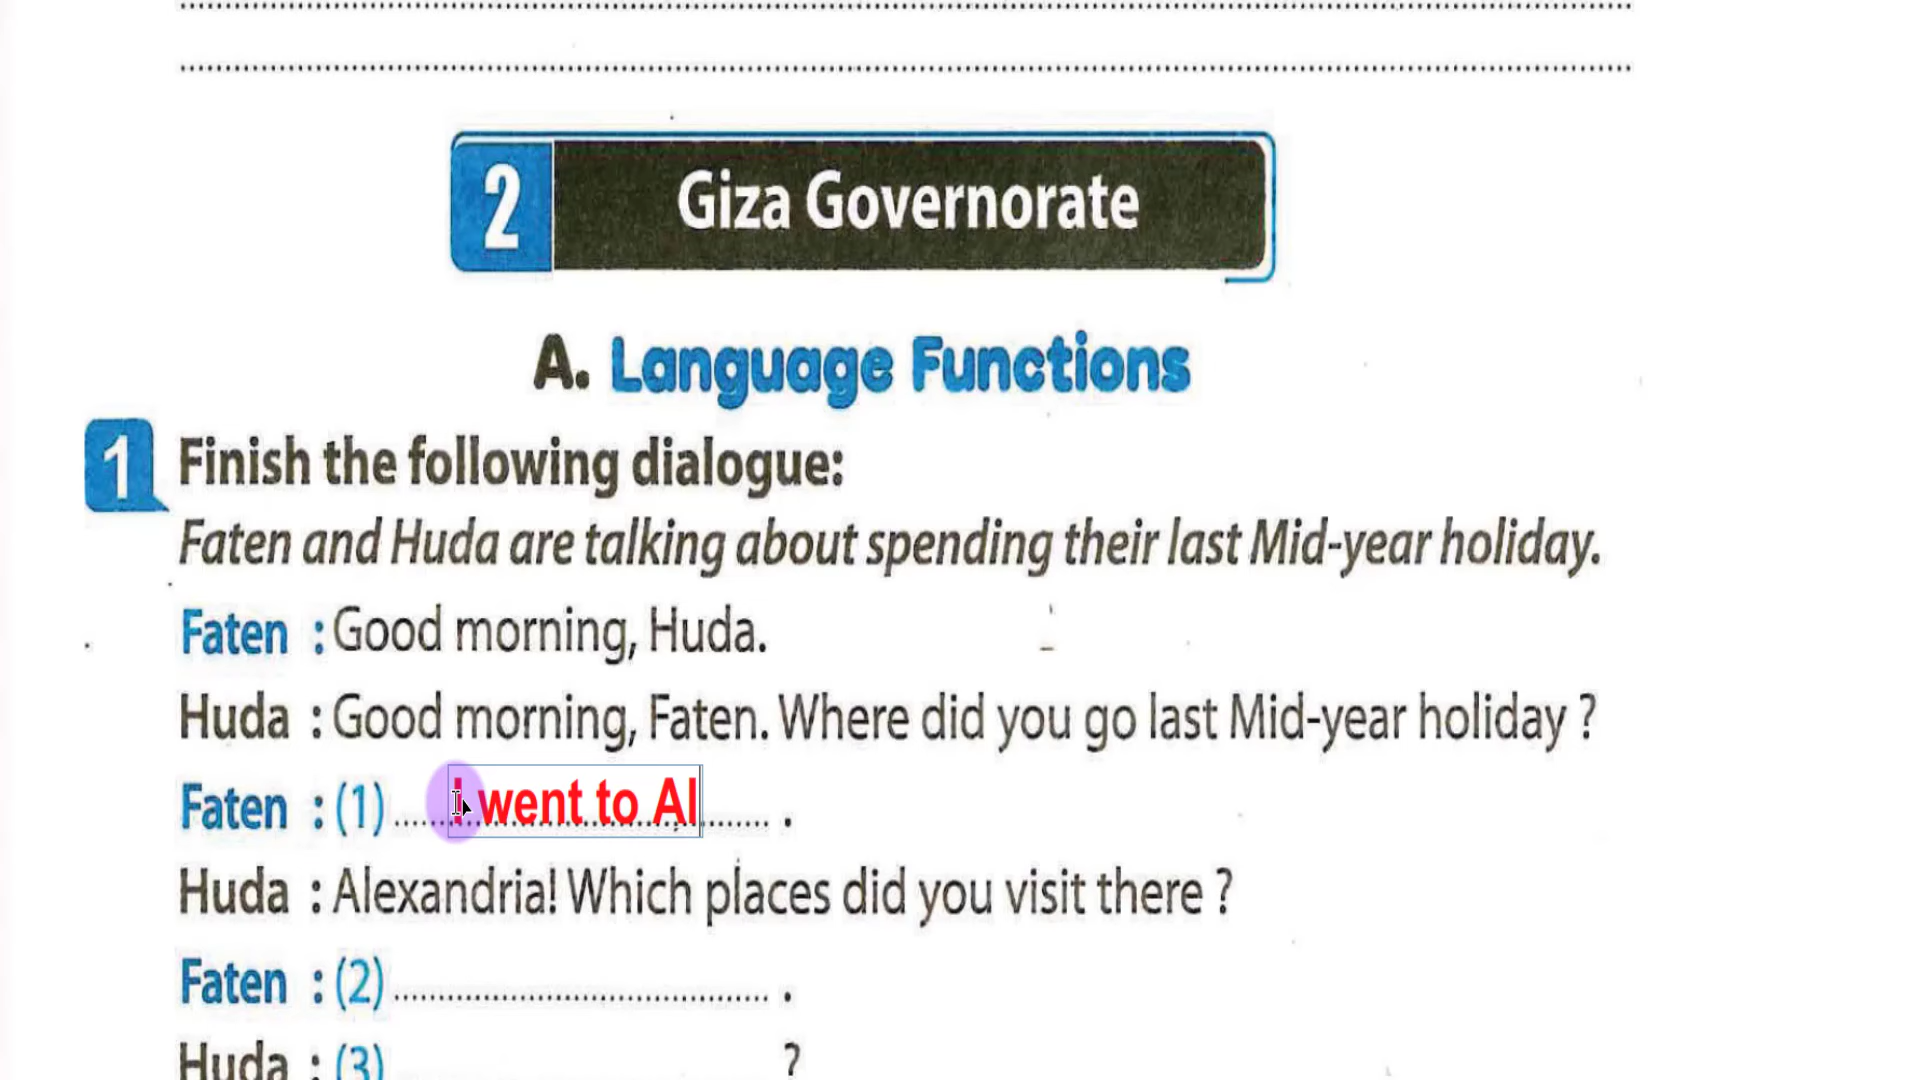 2 Giza Governorate
A. Language Functions
1 Finish the following dialogue:
Faten and Huda are talking about spending their last Mid-year holiday.
Faten : Good morning, Huda.
Huda : Good morning, Faten. Where did you go last Mid-year holiday ?
Faten : (1) ..... I went to Al ..... .
Huda : Alexandria! Which places did you visit there ?
Faten : (2) .......................................... .
Huda : (3) .......................................... ?